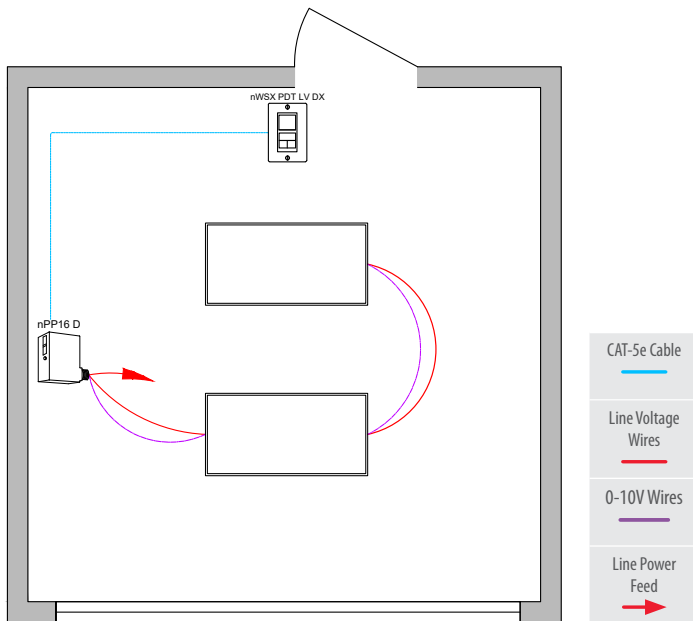 nWSX PDT LV DX
nPP16 D
CAT-5e Cable
Line Voltage
Wires
0-10V Wires
Line Power
Feed